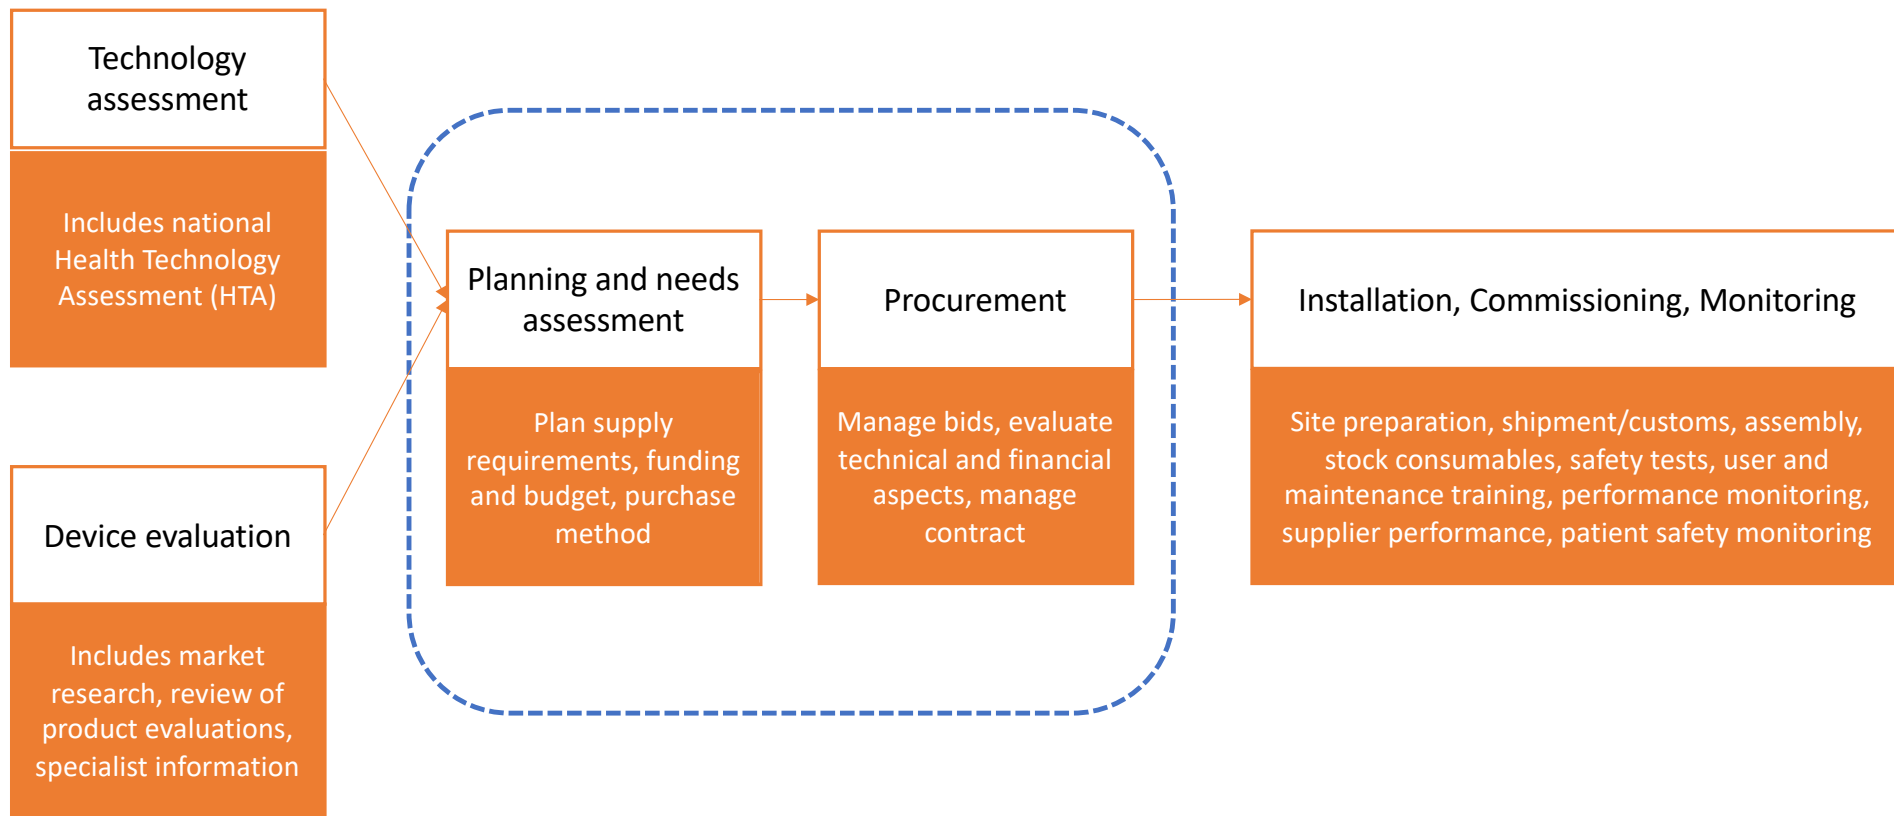 Technology
assessment
Includes national
Health Technology
Assessment (HTA)
Device evaluation
Includes market
research, review of
product evaluations,
specialist information
Planning and needs
assessment
Plan supply
requirements, funding
and budget, purchase
method
Procurement
Manage bids, evaluate
technical and financial
aspects, manage
contract
Installation, Commissioning, Monitoring
Site preparation, shipment/customs, assembly,
stock consumables, safety tests, user and
maintenance training, performance monitoring,
supplier performance, patient safety monitoring